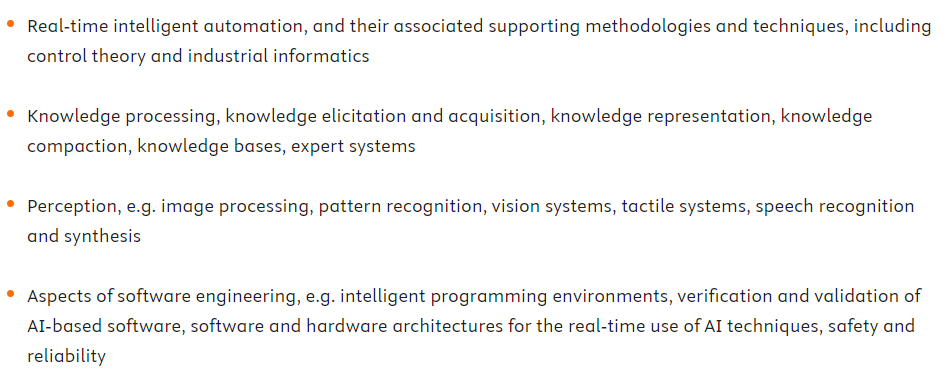 • Real-time intelligent automation, and their associated supporting methodologies and techniques, including
control theory and industrial informatics
• Knowledge processing, knowledge elicitation and acquisition, knowledge representation, knowledge
compaction, knowledge bases, expert systems
• Perception, e.g. image processing, pattern recognition, vision systems, tactile systems, speech recognition
and synthesis
• Aspects of software engineering, e.g. intelligent programming environments, verification and validation of
AI-based software, software and hardware architectures for the real-time use of AI techniques, safety and
reliability